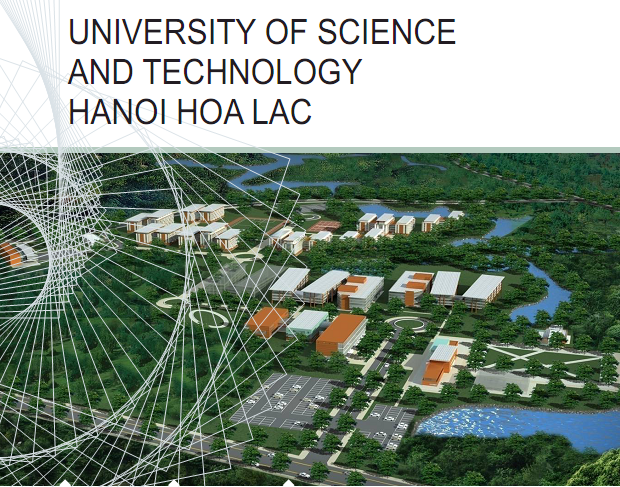 UNIVERSITY OF SCIENCE
AND TECHNOLOGY
HANOI HOA LAC